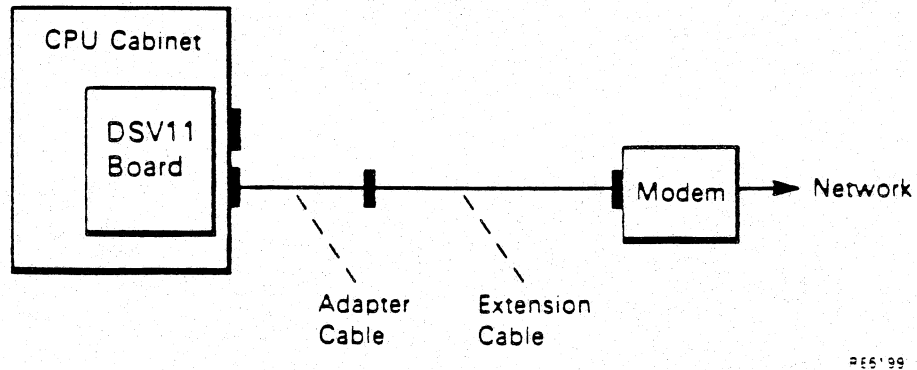 CPU Cabinet
DSV11
Board
Modem
Network
Adapter
Cable
Extension
Cable